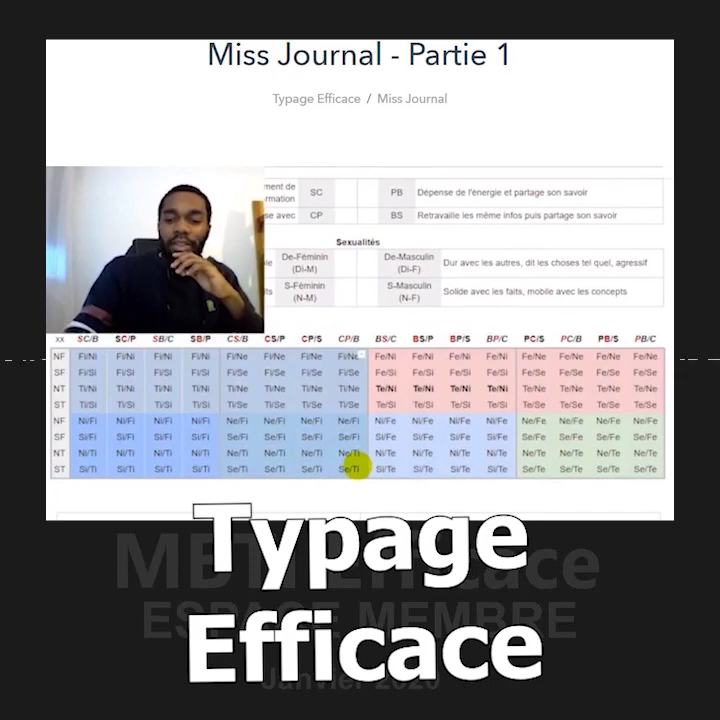 Miss Journal - Partie 1
Typage Efficace / Miss Journal
ment de
rmation
SC
PB
Dépense de l'énergie et partage son savoir
se avec
CP
BS
Retravaille les même infos puis partage son savoir
Sexualités
De-Féminin
(Di-M)
De-Masculin
(Di-F)
Dur avec les autres, dit les choses tel quel, agressif
ts
S-Féminin
(N-M)
S-Masculin
(N-F)
Solide avec les faits, mobile avec les concepts
xx SC/B SC/P SB/C SB/P CS/B CS/P CP/S CP/B BS/C BS/P BP/S BP/C PC/S PC/B PB/S PB/C
NF Fi/Ni Fi/Ni Fi/Ni Fi/Ni Fi/Ne Fi/Ne Fi/Ne Fi/Ne Fe/Ni Fe/Ni Fe/Ni Fe/Ni Fe/Ne Fe/Ne Fe/Ne Fe/Ne
SF Fi/Si Fi/Si Fi/Si Fi/Si Fi/Se Fi/Se Fi/Se Fi/Se Fe/Si Fe/Si Fe/Si Fe/Si Fe/Se Fe/Se Fe/Se Fe/Se
NT Ti/Ni Ti/Ni Ti/Ni Ti/Ni Ti/Ne Ti/Ne Ti/Ne Ti/Ne Te/Ni Te/Ni Te/Ni Te/Ni Te/Ne Te/Ne Te/Ne Te/Ne
ST Ti/Si Ti/Si Ti/Si Ti/Si Ti/Se Ti/Se Ti/Se Ti/Se Te/Si Te/Si Te/Si Te/Si Te/Se Te/Se Te/Se Te/Se
NF Ni/Fi Ni/Fi Ni/Fi Ni/Fi Ne/Fi Ne/Fi Ne/Fi Ne/Fi Ni/Fe Ni/Fe Ni/Fe Ni/Fe Ne/Fe Ne/Fe Ne/Fe Ne/Fe
SF Si/Fi Si/Fi Si/Fi Si/Fi Se/Fi Se/Fi Se/Fi Se/Fi Si/Fe Si/Fe Si/Fe Si/Fe Se/Fe Se/Fe Se/Fe Se/Fe
NT Ni/Ti Ni/Ti Ni/Ti Ni/Ti Ne/Ti Ne/Ti Ne/Ti Ne/Ti Ni/Te Ni/Te Ni/Te Ni/Te Ne/Te Ne/Te Ne/Te Ne/Te
ST Si/Ti Si/Ti Si/Ti Si/Ti Se/Ti Se/Ti Se/Ti Se/Ti Si/Te Si/Te Si/Te Si/Te Se/Te Se/Te Se/Te Se/Te
Typage
MBTI Efficace
ESPACE MEMBRE
Efficace
Janvier 2020